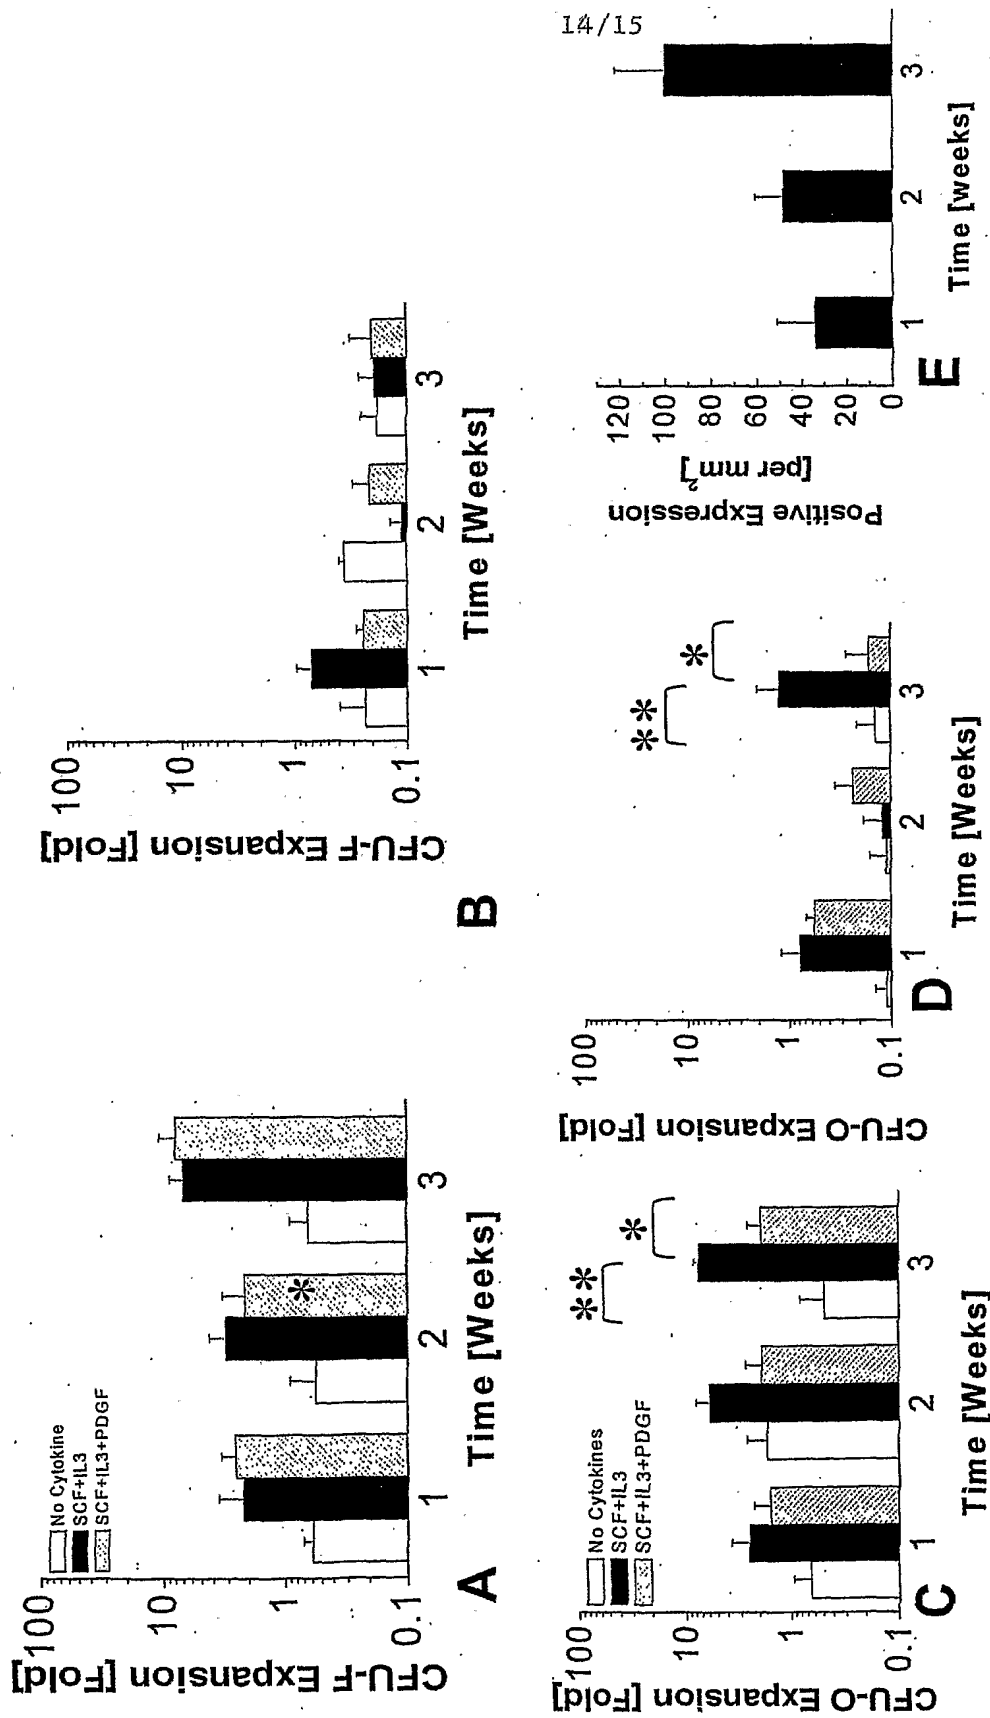 14/15
CFU-F Expansion [Fold]
100
10
1
0.1
No Cytokine
SCF+IL3
SCF+IL3+PDGF
*
1
2
3
Time [Weeks]
A
CFU-F Expansion [Fold]
100
10
1
0.1
1
2
3
Time [Weeks]
B
CFU-O Expansion [Fold]
100
10
1
0.1
No Cytokines
SCF+IL3
SCF+IL3+PDGF
**
*
1
2
3
Time [Weeks]
C
CFU-O Expansion [Fold]
100
10
1
0.1
**
*
1
2
3
Time [Weeks]
D
Positive Expression
[per mm²]
120
100
80
60
40
20
0
1
2
3
Time [weeks]
E